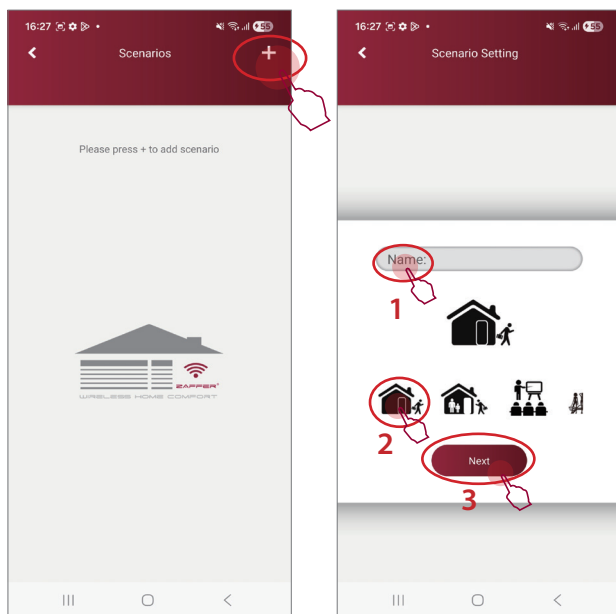 16:27
55
Scenarios
+
Please press + to add scenario
ZAFFER®
WIRELESS HOME COMFORT
16:27
55
Scenario Setting
Name:
1
2
Next
3